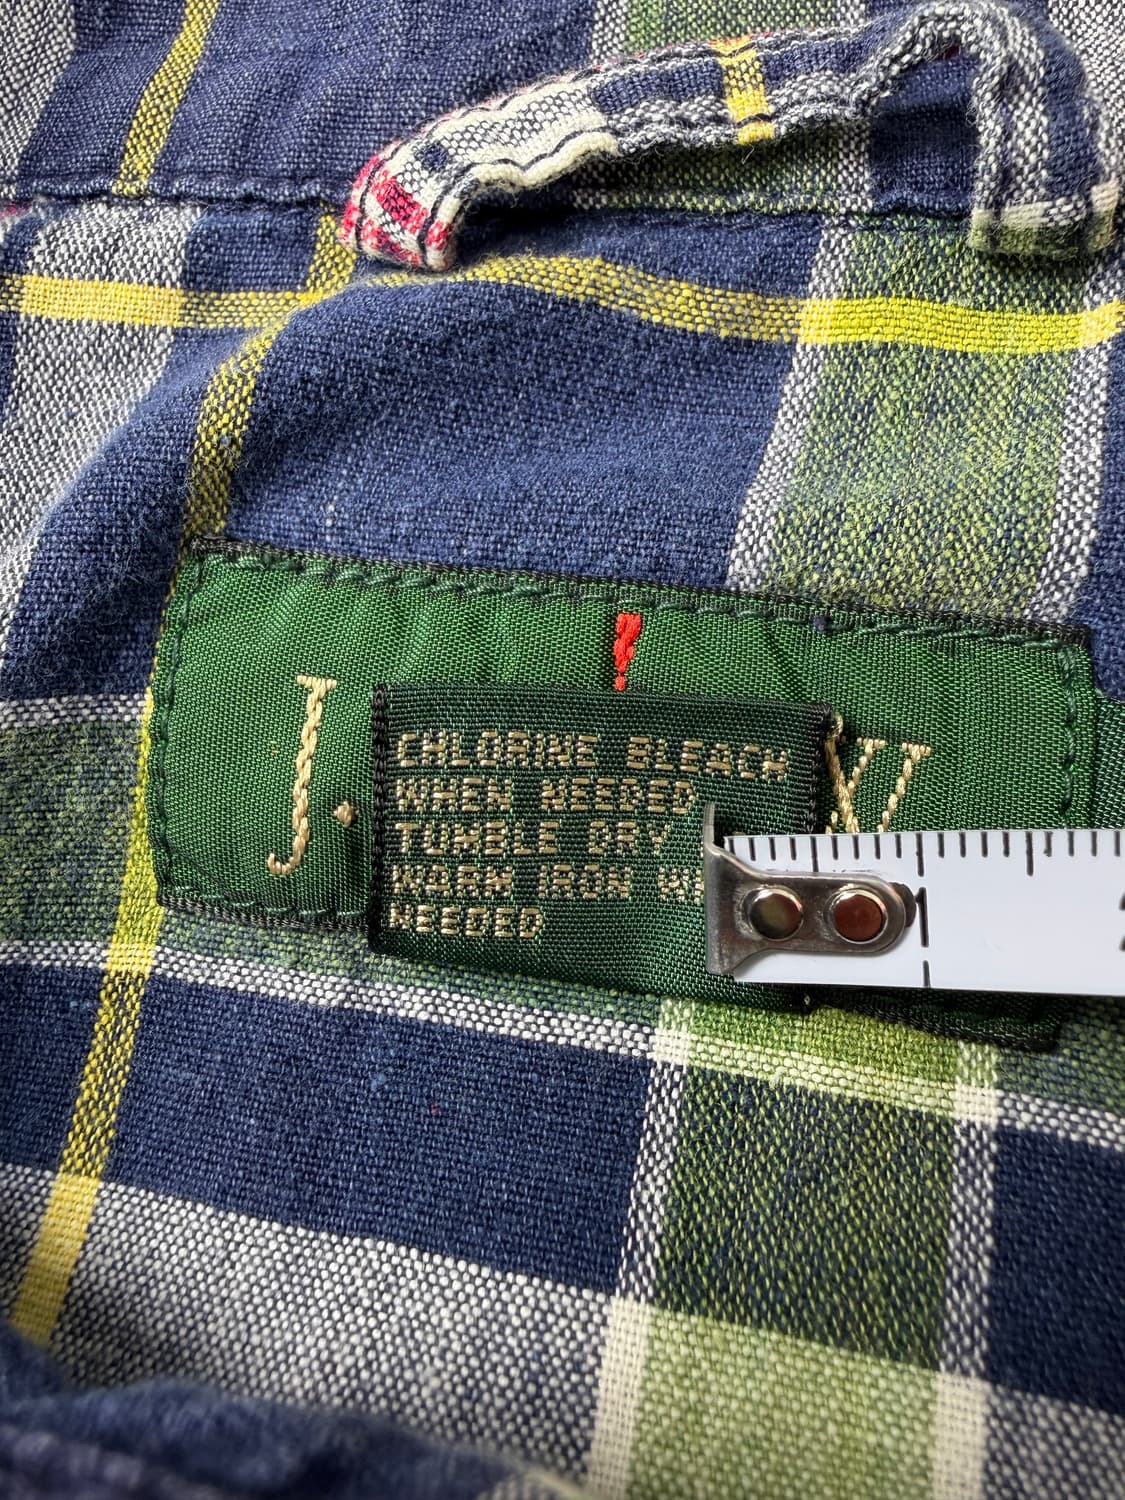 J.
CHLORINE BLEACH
WHEN NEEDED
TUMBLE DRY
WARM IRON
NEEDED
1